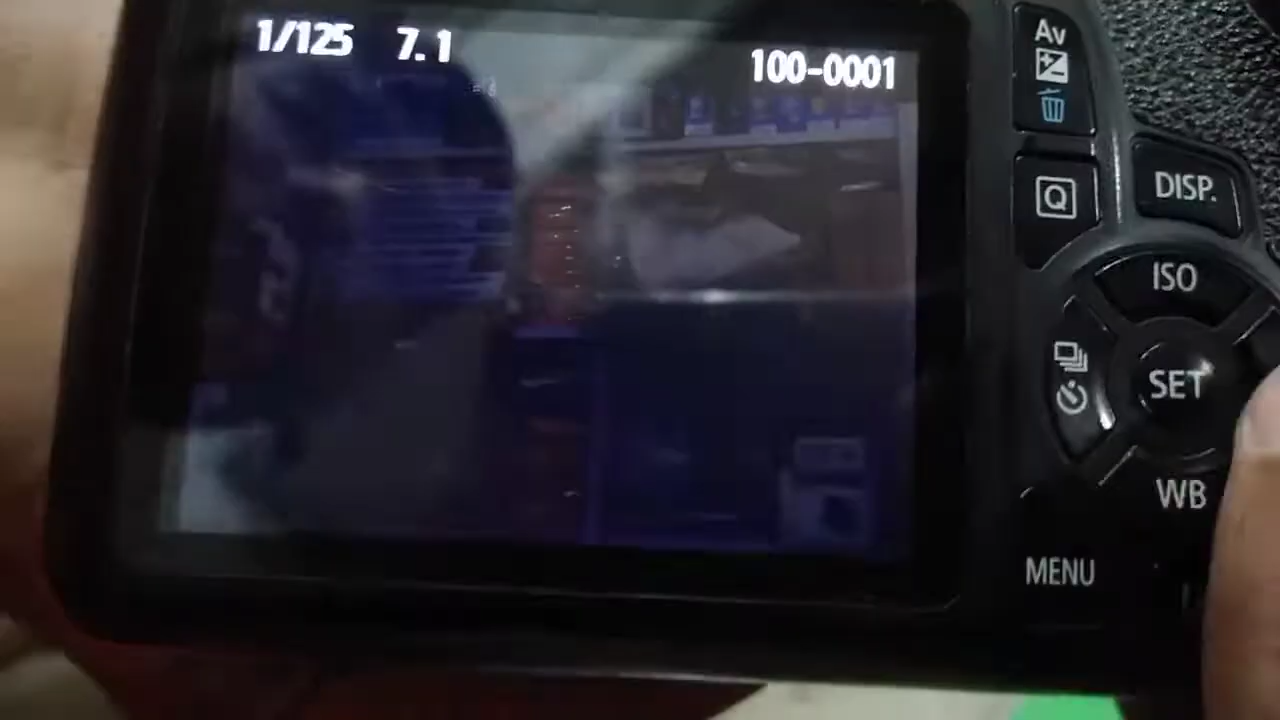 1/125 7.1 100-0001
Av
Q
DISP.
ISO
SET
WB
MENU